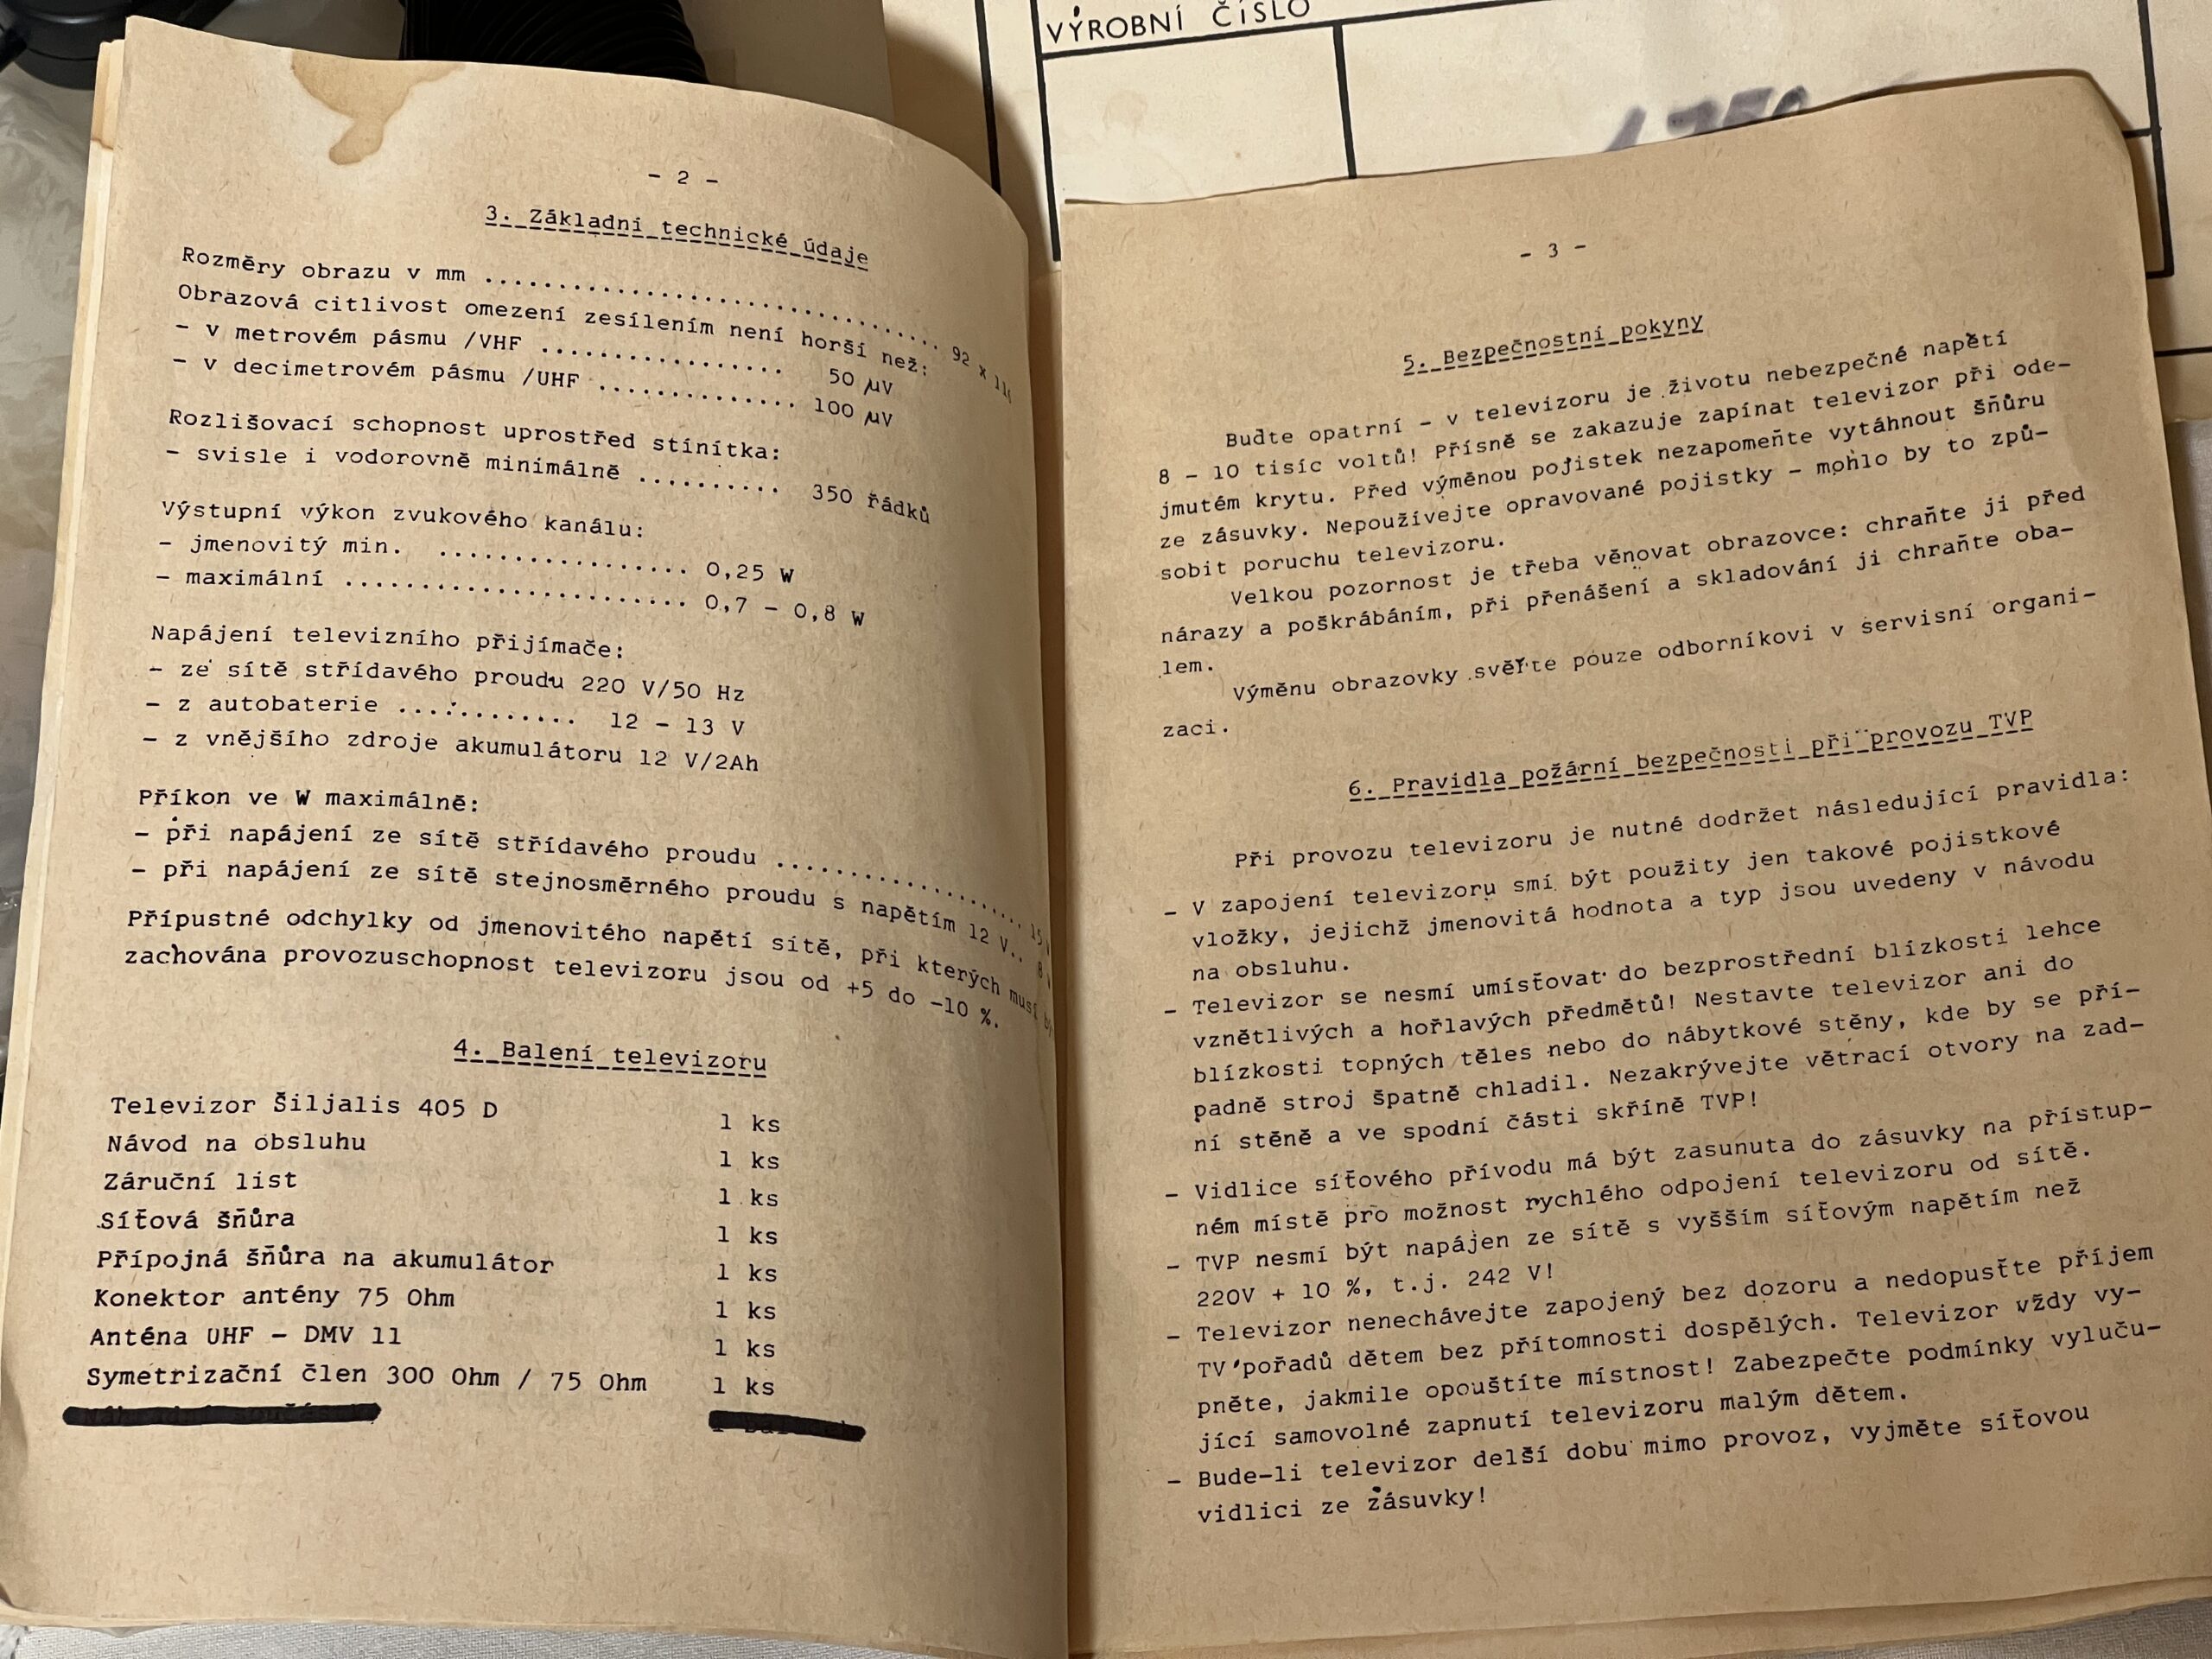 VÝROBNÍ ČÍSLO
- 2 -
3. Základní technické údaje
Rozměry obrazu v mm ........................................ 92 x
Obrazová citlivost omezení zesílením není horší než:
- v metrovém pásmu /VHF ................ 50 µV
- v decimetrovém pásmu /UHF ............. 100 µV
Rozlišovací schopnost uprostřed stínítka:
- svisle i vodorovně minimálně .......... 350 řádků
Výstupní výkon zvukového kanálu:
- jmenovitý min. ................ 0,25 W
- maximální ...................... 0,7 - 0,8 W
Napájení televizního přijímače:
- ze sítě střídavého proudu 220 V/50 Hz
- z autobaterie ............ 12 - 13 V
- z vnějšího zdroje akumulátoru 12 V/2Ah
Příkon ve W maximálně:
- při napájení ze sítě střídavého proudu .................... 15
- při napájení ze sítě stejnosměrného proudu s napětím 12 V.. 8
Přípustné odchylky od jmenovitého napětí sítě, při kterých musí
zachována provozuschopnost televizoru jsou od +5 do -10 %.
4. Balení televizoru
Televizor Šiljalis 405 D 1 ks
Návod na obsluhu 1 ks
Záruční list 1 ks
Síťová šňůra 1 ks
Přípojná šňůra na akumulátor 1 ks
Konektor antény 75 Ohm 1 ks
Anténa UHF - DMV 11 1 ks
Symetrizační člen 300 Ohm / 75 Ohm 1 ks
- 3 -
5. Bezpečnostní pokyny
Buďte opatrní - v televizoru je životu nebezpečné napětí
8 - 10 tisíc voltů! Přísně se zakazuje zapínat televizor při ode-
jmutém krytu. Před výměnou pojistek nezapomeňte vytáhnout šňůru
ze zásuvky. Nepoužívejte opravované pojistky - mohlo by to způ-
sobit poruchu televizoru.
Velkou pozornost je třeba věnovat obrazovce: chraňte ji před
nárazy a poškrábáním, při přenášení a skladování ji chraňte oba-
lem.
Výměnu obrazovky svěřte pouze odborníkovi v servisní organi-
zaci.
6. Pravidla požární bezpečnosti při provozu TVP
Při provozu televizoru je nutné dodržet následující pravidla:
- V zapojení televizoru smí být použity jen takové pojistkové
vložky, jejichž jmenovitá hodnota a typ jsou uvedeny v návodu
na obsluhu.
- Televizor se nesmí umísťovat do bezprostřední blízkosti lehce
vznětlivých a hořlavých předmětů! Nestavte televizor ani do
blízkosti topných těles nebo do nábytkové stěny, kde by se pří-
padně stroj špatně chladil. Nezakrývejte větrací otvory na zad-
ní stěně a ve spodní části skříně TVP!
- Vidlice síťového přívodu má být zasunuta do zásuvky na přístup-
ném místě pro možnost rychlého odpojení televizoru od sítě.
- TVP nesmí být napájen ze sítě s vyšším síťovým napětím než
220V + 10 %, t.j. 242 V!
- Televizor nenechávejte zapojený bez dozoru a nedopusťte příjem
TV pořadů dětem bez přítomnosti dospělých. Televizor vždy vy-
pněte, jakmile opouštíte místnost! Zabezpečte podmínky vyluču-
jící samovolné zapnutí televizoru malým dětem.
- Bude-li televizor delší dobu mimo provoz, vyjměte síťovou
vidlici ze zásuvky!